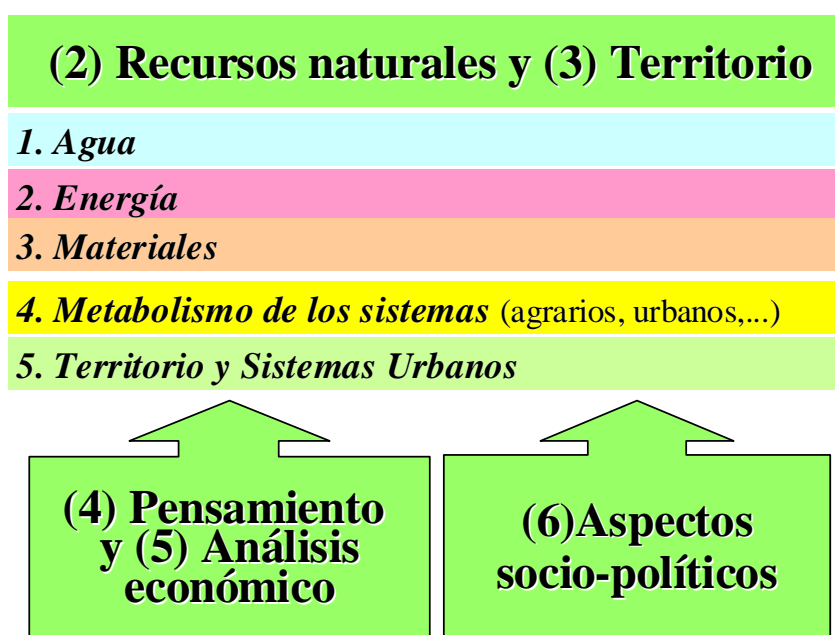 (2) Recursos naturales y (3) Territorio
1. Agua
2. Energía
3. Materiales
4. Metabolismo de los sistemas (agrarios, urbanos,...)
5. Territorio y Sistemas Urbanos
(4) Pensamiento
y (5) Análisis
económico
(6)Aspectos
socio-políticos